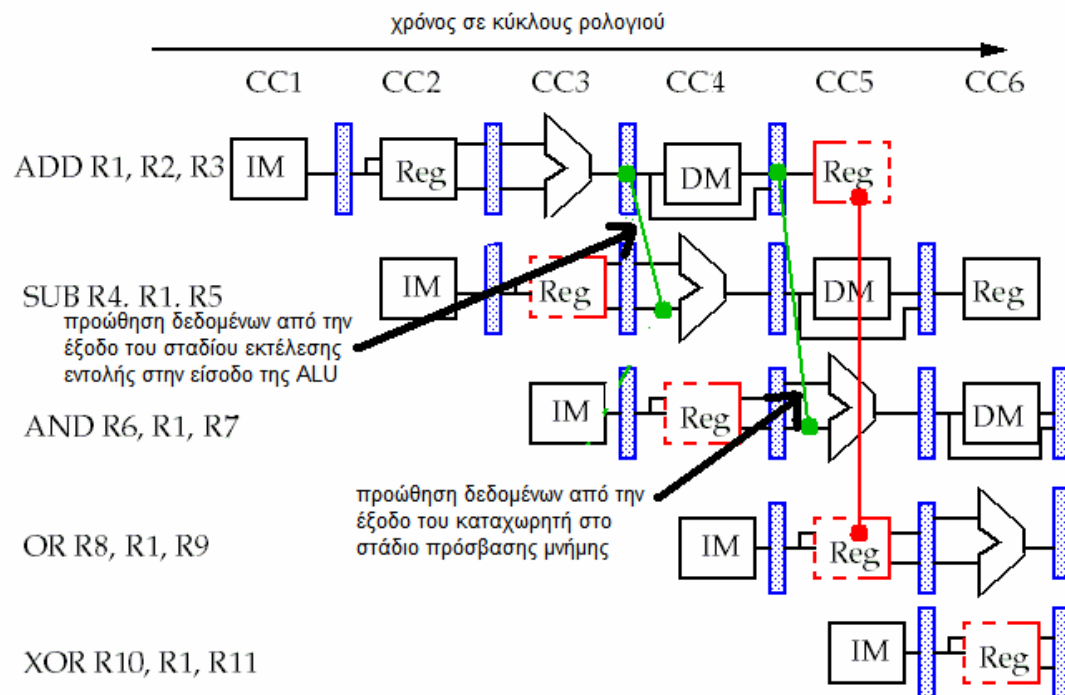 χρόνος σε κύκλους ρολογιού
CC1 CC2 CC3 CC4 CC5 CC6
ADD R1, R2, R3 IM Reg DM Reg
SUB R4. R1. R5 IM Reg DM Reg
προώθηση δεδομένων από την
έξοδο του σταδίου εκτέλεσης
εντολής στην είσοδο της ALU
AND R6, R1, R7 IM Reg DM
προώθηση δεδομένων από την
έξοδο του καταχωρητή στο
στάδιο πρόσβασης μνήμης
OR R8, R1, R9 IM Reg
XOR R10, R1, R11 IM Reg